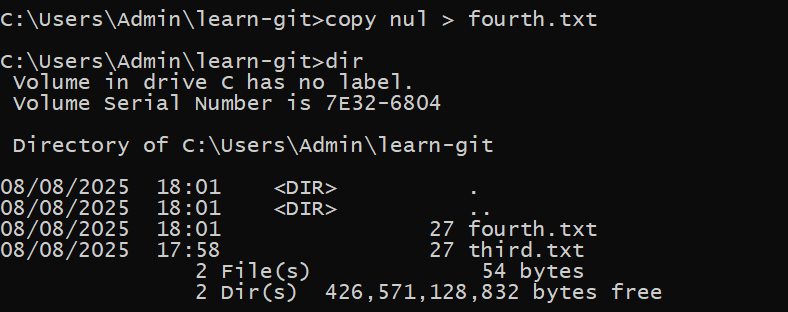 C:\Users\Admin\learn-git>copy nul > fourth.txt
C:\Users\Admin\learn-git>dir
 Volume in drive C has no label.
 Volume Serial Number is 7E32-6804
 Directory of C:\Users\Admin\learn-git
08/08/2025  18:01    <DIR>          .
08/08/2025  18:01    <DIR>          ..
08/08/2025  18:01                27 fourth.txt
08/08/2025  17:58                27 third.txt
               2 File(s)             54 bytes
               2 Dir(s)  426,571,128,832 bytes free